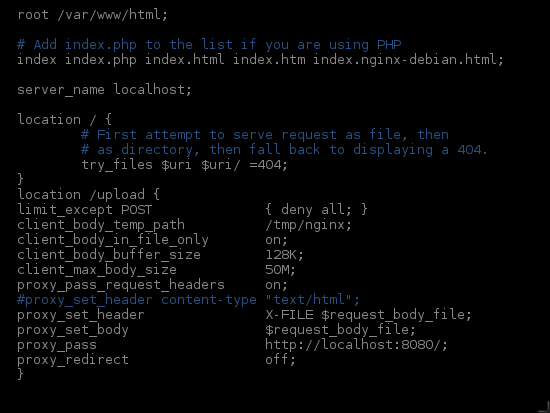 root /var/www/html;
# Add index.php to the list if you are using PHP
index index.php index.html index.htm index.nginx-debian.html;
server_name localhost;
location / {
# First attempt to serve request as file, then
# as directory, then fall back to displaying a 404.
try_files $uri $uri/ =404;
}
location /upload {
limit_except POST { deny all; }
client_body_temp_path /tmp/nginx;
client_body_in_file_only on;
client_body_buffer_size 128K;
client_max_body_size 50M;
proxy_pass_request_headers on;
#proxy_set_header content-type "text/html";
proxy_set_header X-FILE $request_body_file;
proxy_set_body $request_body_file;
proxy_pass http://localhost:8080/;
proxy_redirect off;
}